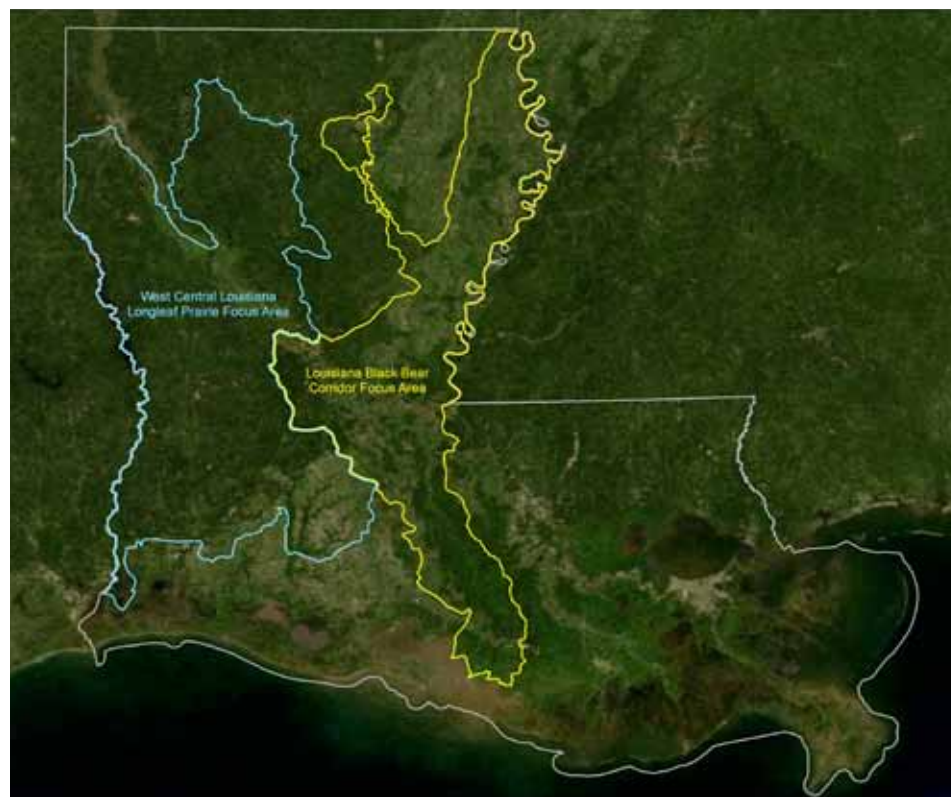 West Central Louisiana
Longleaf Prairie Focus Area
Louisiana Black Bear
Corridor Focus Area